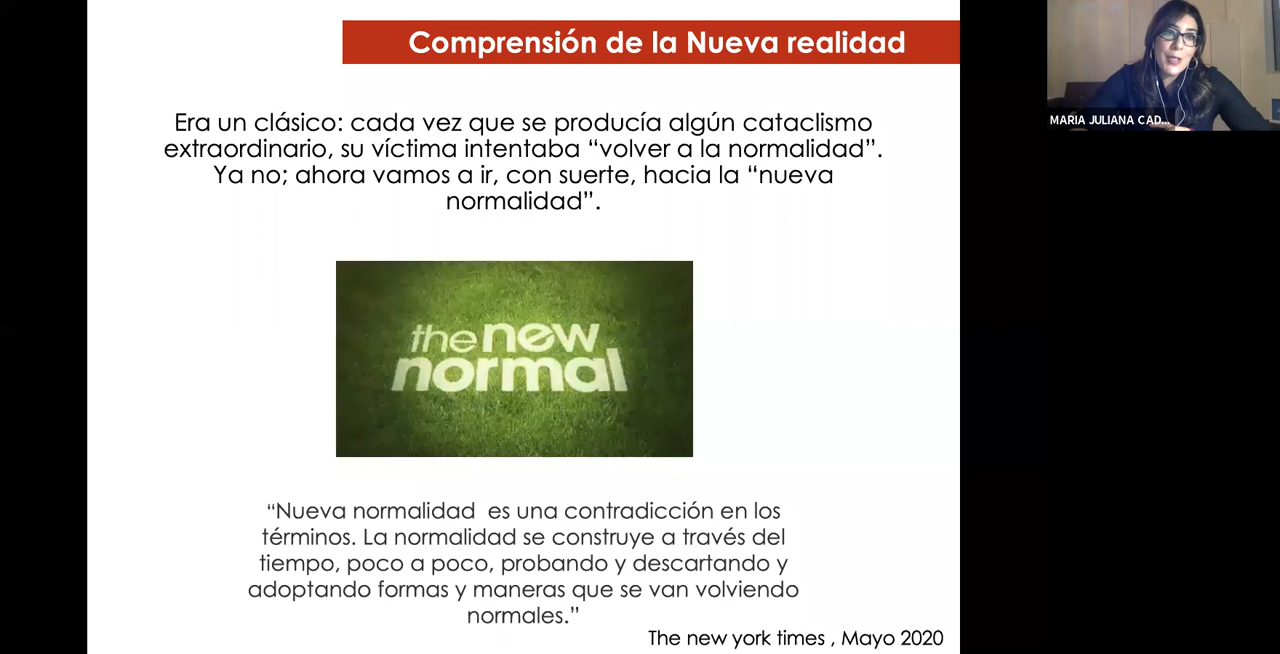 Comprensión de la Nueva realidad
Era un clásico: cada vez que se producía algún cataclismo
extraordinario, su víctima intentaba “volver a la normalidad”.
Ya no; ahora vamos a ir, con suerte, hacia la “nueva
normalidad”.
the new
normal
“Nueva normalidad  es una contradicción en los
términos. La normalidad se construye a través del
tiempo, poco a poco, probando y descartando y
adoptando formas y maneras que se van volviendo
normales.”
The new york times , Mayo 2020
MARIA JULIANA CAD...